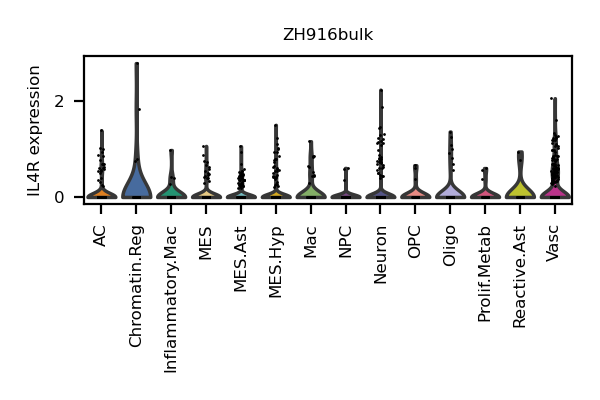 ZH916bulk
IL4R expression
2
0
AC
Chromatin.Reg
Inflammatory.Mac
MES
MES.Ast
MES.Hyp
Mac
NPC
Neuron
OPC
Oligo
Prolif.Metab
Reactive.Ast
Vasc